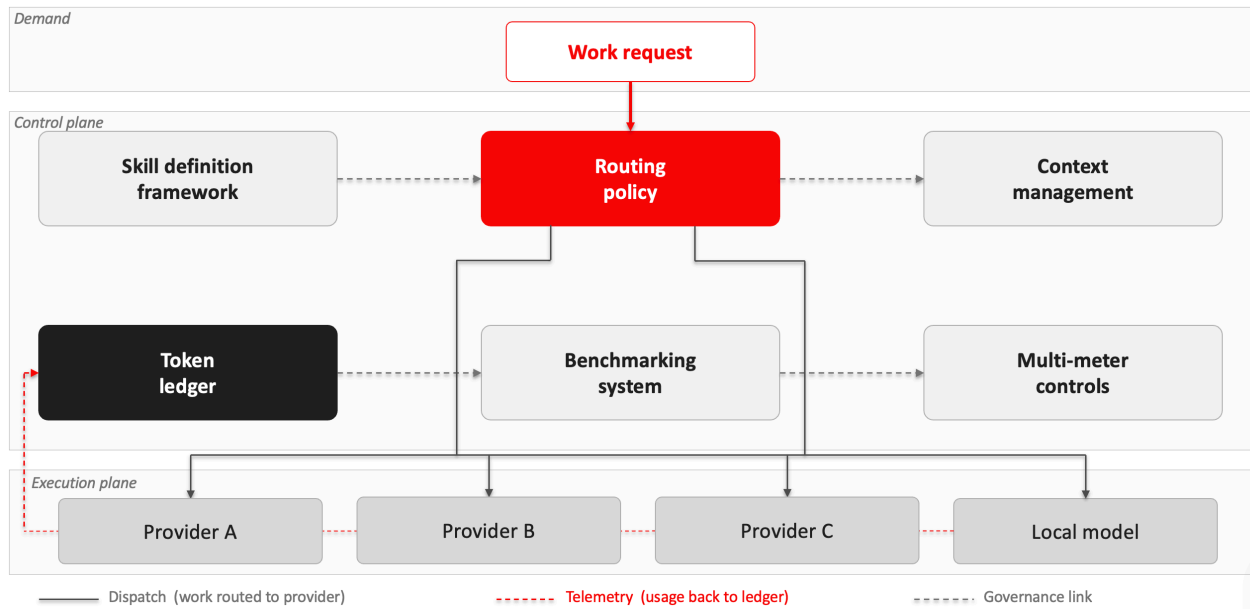 Demand
Work request
Control plane
Skill definition
framework
Routing
policy
Context
management
Token
ledger
Benchmarking
system
Multi-meter
controls
Execution plane
Provider A
Provider B
Provider C
Local model
Dispatch (work routed to provider)
Telemetry (usage back to ledger)
Governance link